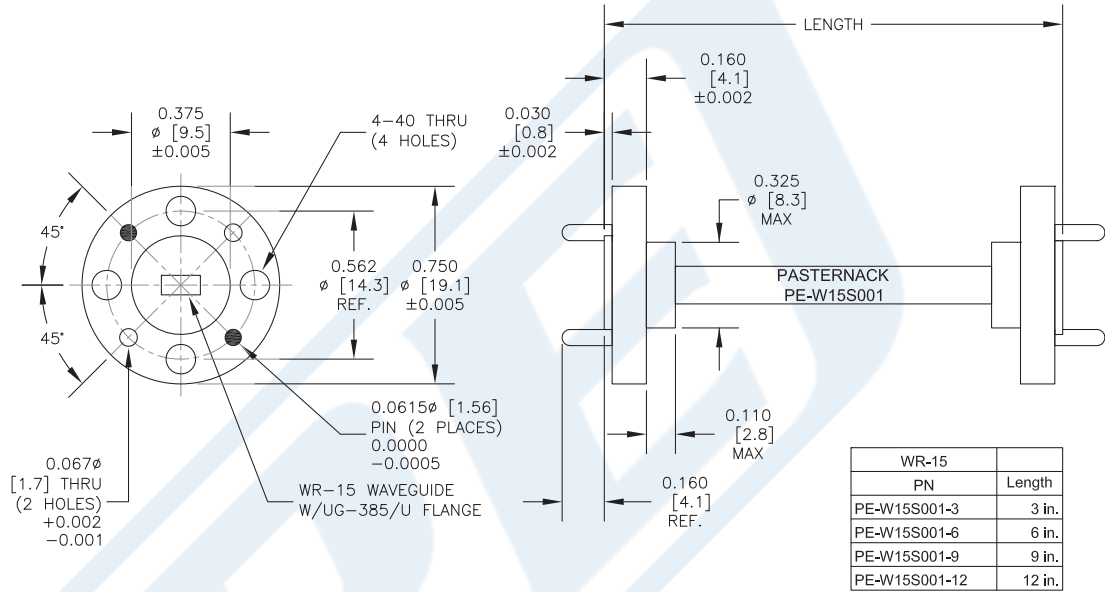 LENGTH
0.160
[4.1]
±0.002
0.375
ø [9.5]
±0.005
4-40 THRU
(4 HOLES)
0.030
[0.8]
±0.002
0.325
ø [8.3]
MAX
45°
45°
0.562
ø [14.3]
REF.
0.750
ø [19.1]
±0.005
PASTERNACK
PE-W15S001
0.0615ø [1.56]
PIN (2 PLACES)
0.0000
-0.0005
0.110
[2.8]
MAX
0.067ø
[1.7] THRU
(2 HOLES)
+0.002
-0.001
WR-15 WAVEGUIDE
W/UG-385/U FLANGE
0.160
[4.1]
REF.
WR-15
PN Length
PE-W15S001-3 3 in.
PE-W15S001-6 6 in.
PE-W15S001-9 9 in.
PE-W15S001-12 12 in.